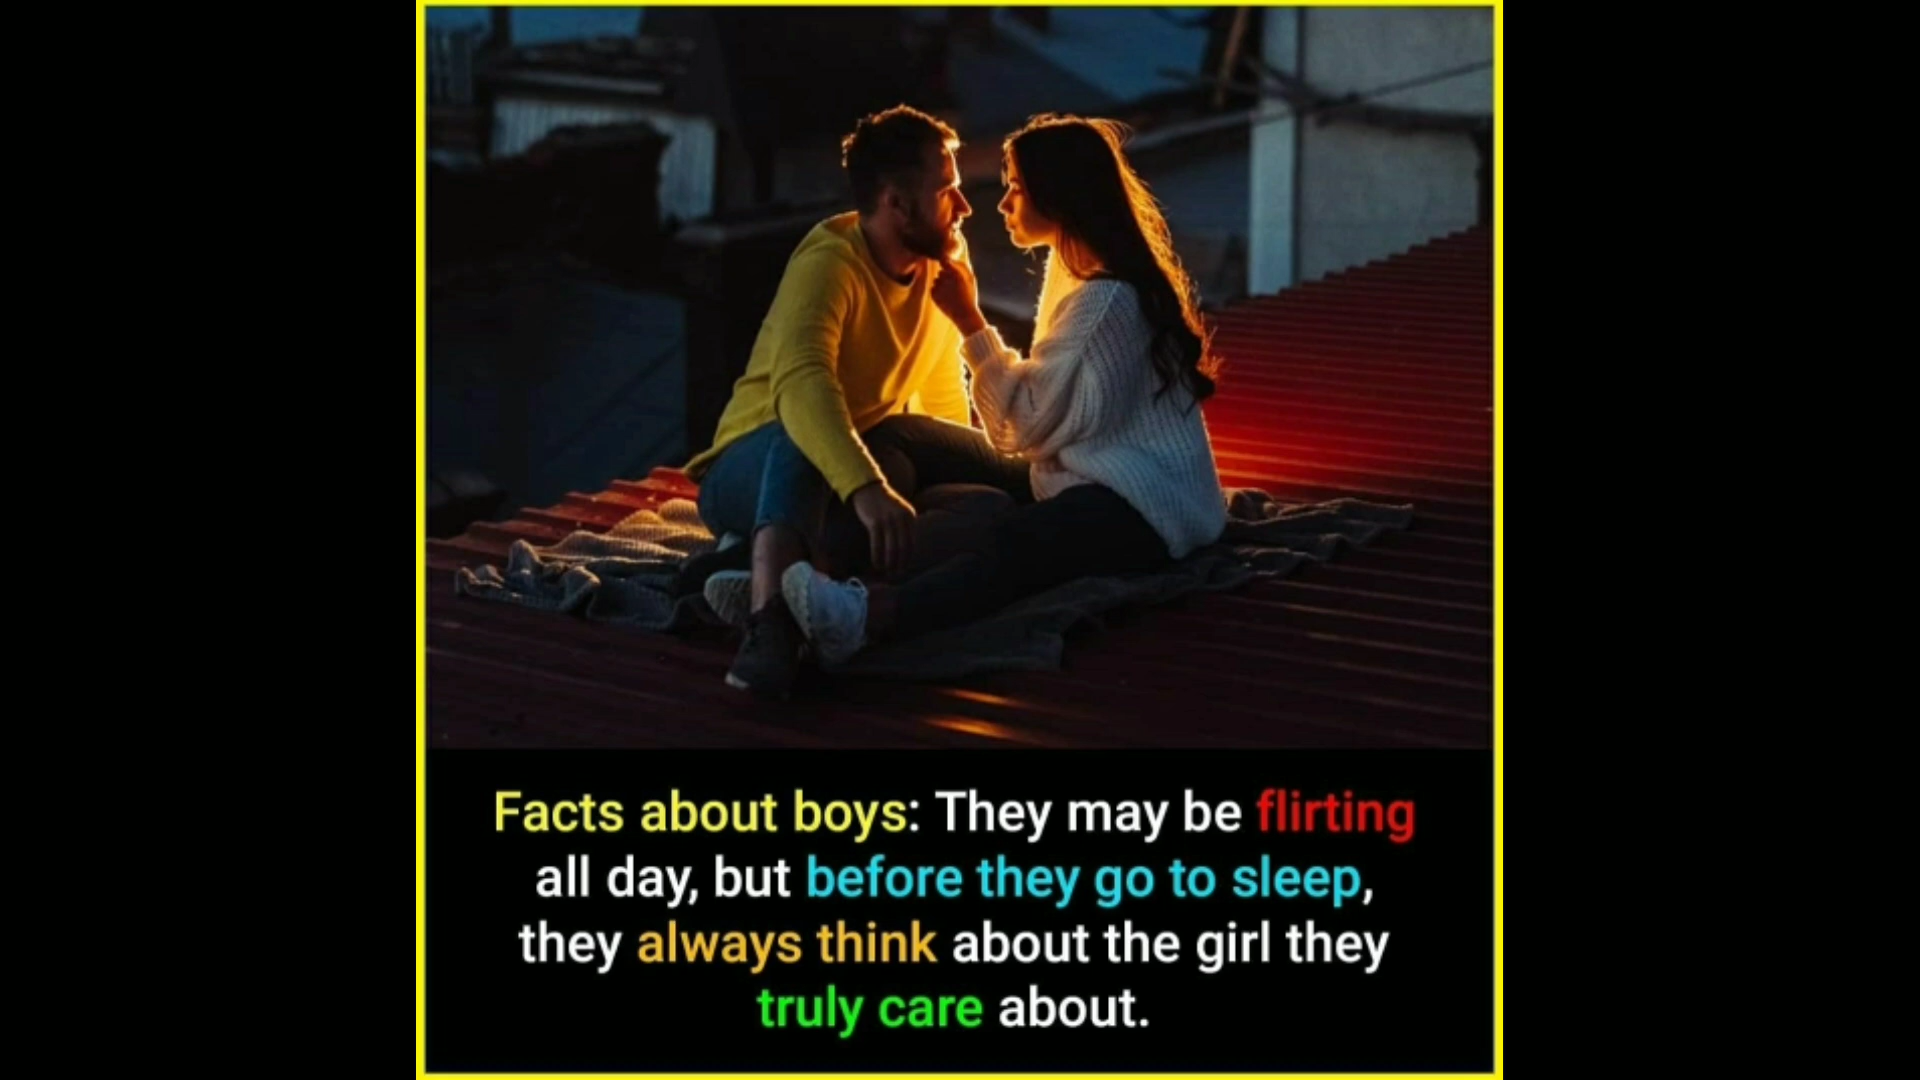 Facts about boys: They may be flirting
all day, but before they go to sleep,
they always think about the girl they
truly care about.